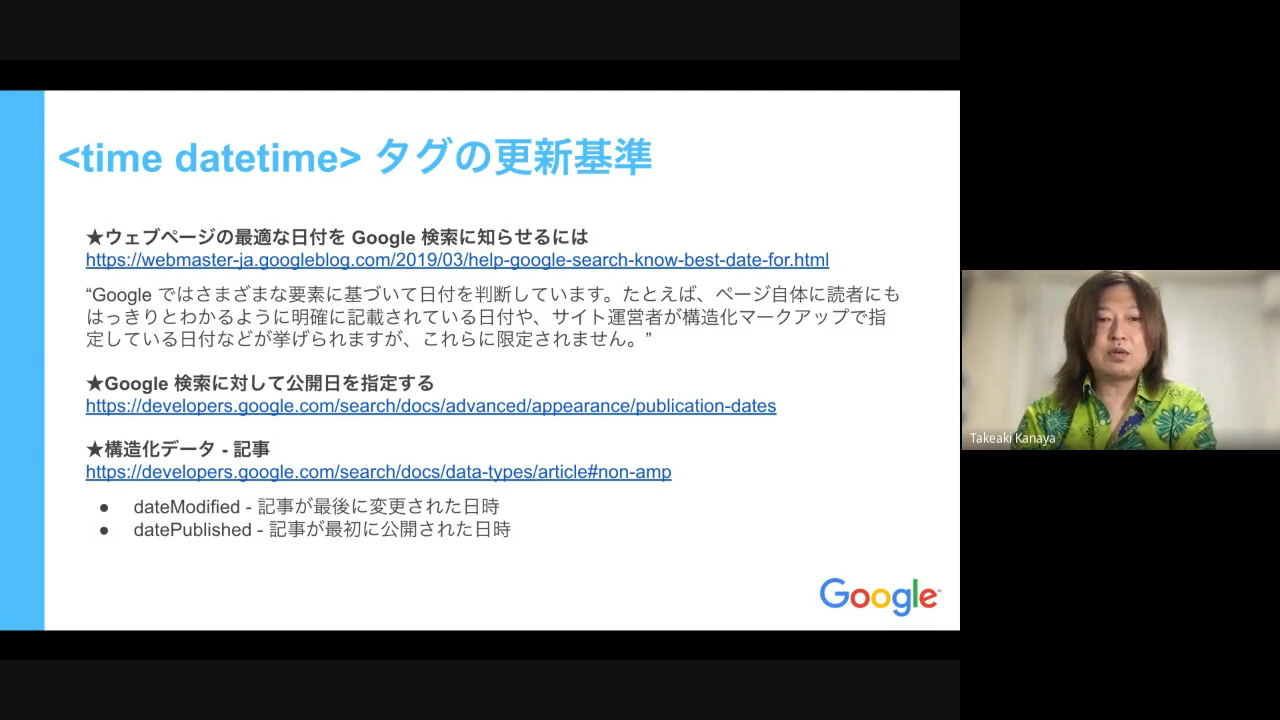 <time datetime> タグの更新基準
★ウェブページの最適な日付を Google 検索に知らせるには
https://webmaster-ja.googleblog.com/2019/03/help-google-search-know-best-date-for.html
“Google ではさまざまな要素に基づいて日付を判断しています。たとえば、ページ自体に読者にも
はっきりとわかるように明確に記載されている日付や、サイト運営者が構造化マークアップで指
定している日付などが挙げられますが、これらに限定されません。”
★Google 検索に対して公開日を指定する
https://developers.google.com/search/docs/advanced/appearance/publication-dates
★構造化データ - 記事
https://developers.google.com/search/docs/data-types/article#non-amp
● dateModified - 記事が最後に変更された日時
● datePublished - 記事が最初に公開された日時
Google™
Takeaki Kanaya